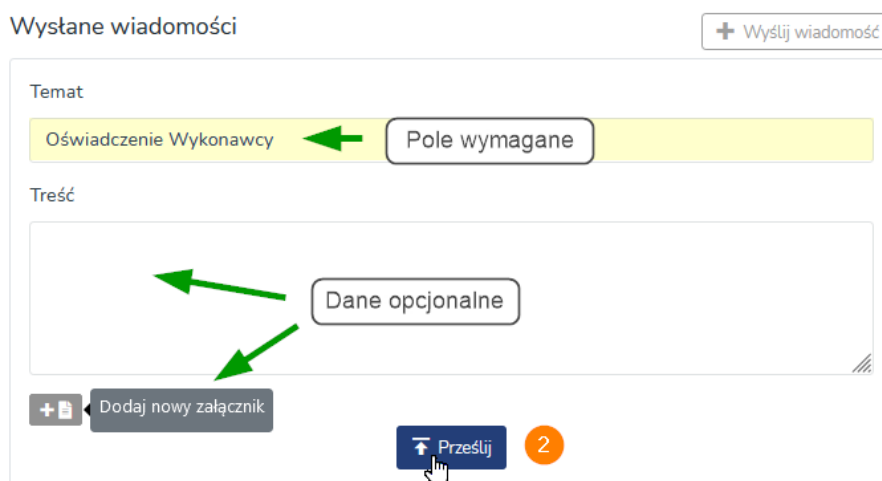 Wysłane wiadomości
Wyślij wiadomość
Temat
Oświadczenie Wykonawcy
Pole wymagane
Treść
Dane opcjonalne
Dodaj nowy załącznik
Prześlij
2